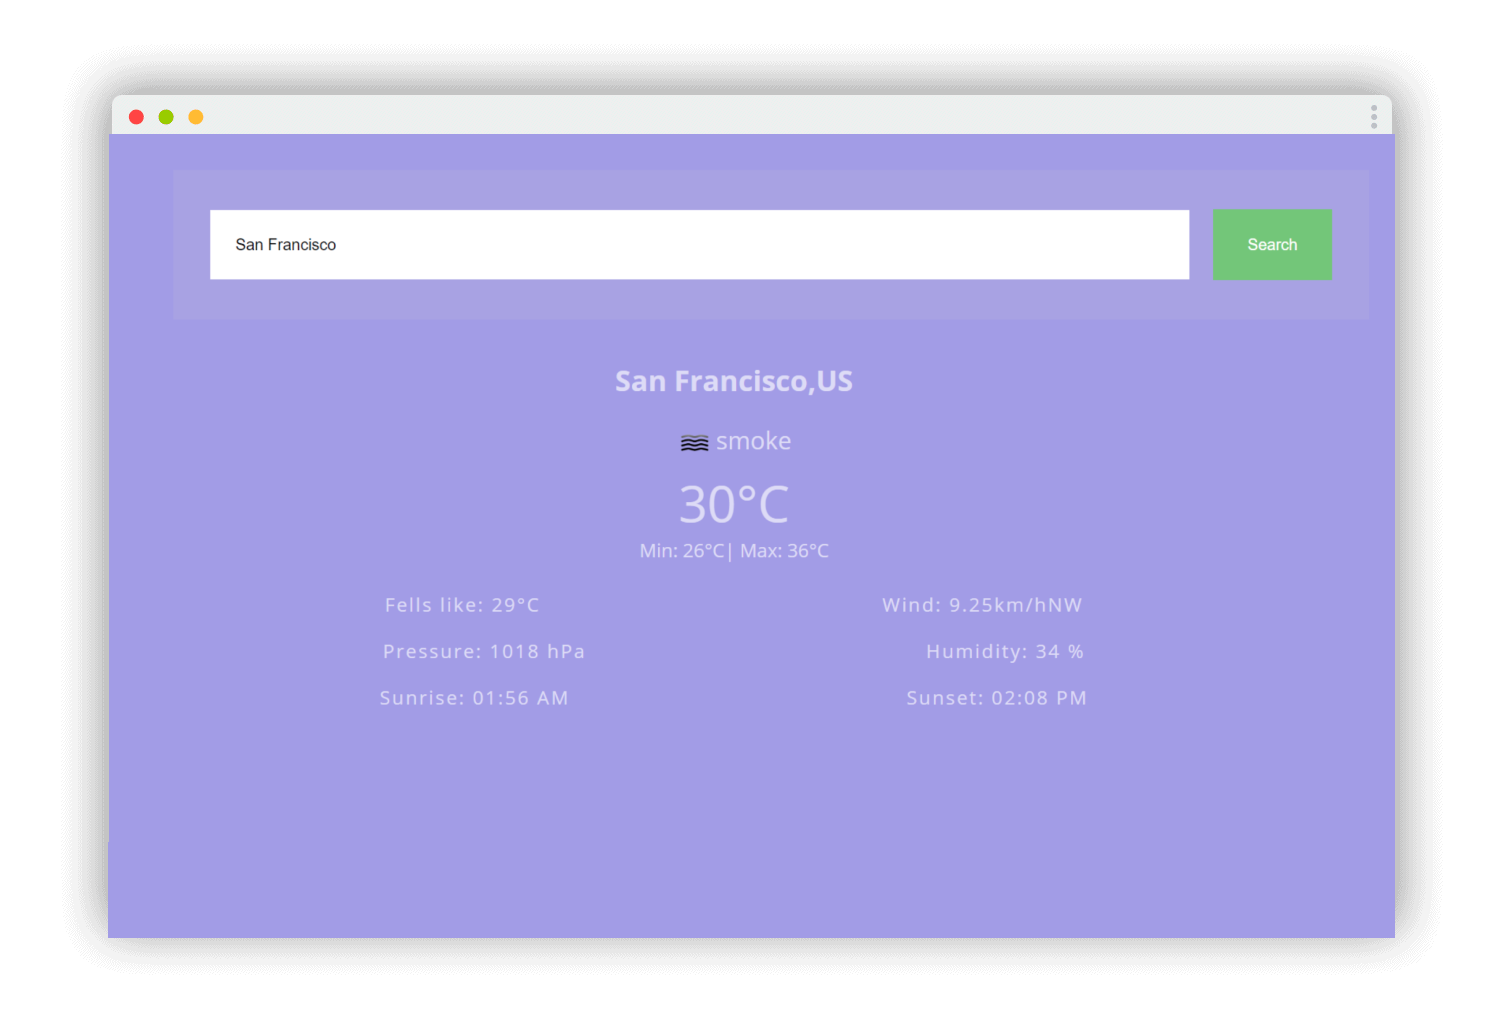 San Francisco
Search
San Francisco,US
smoke
30°C
Min: 26°C| Max: 36°C
Fells like: 29°C
Wind: 9.25km/hNW
Pressure: 1018 hPa
Humidity: 34 %
Sunrise: 01:56 AM
Sunset: 02:08 PM